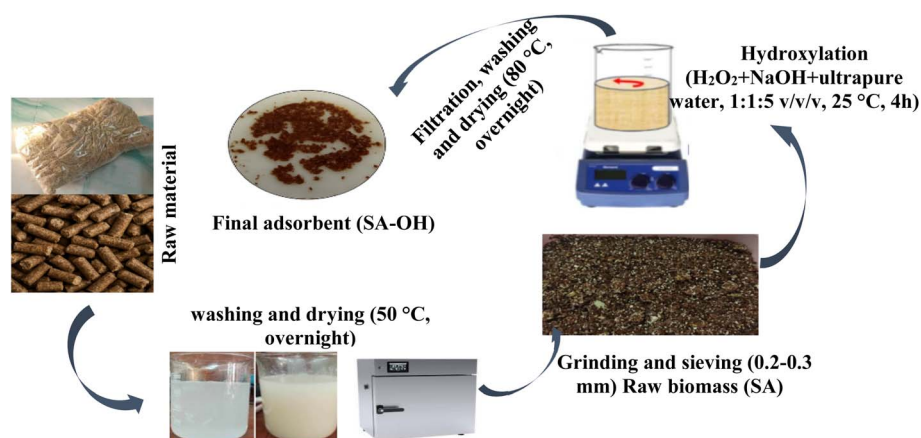 Raw material
washing and drying (50 °C,
overnight)
Grinding and sieving (0.2-0.3
mm) Raw biomass (SA)
Hydroxylation
(H₂O₂+NaOH+ultrapure
water, 1:1:5 v/v/v, 25 °C, 4h)
Filtration, washing
and drying (80 °C,
overnight)
Final adsorbent (SA-OH)